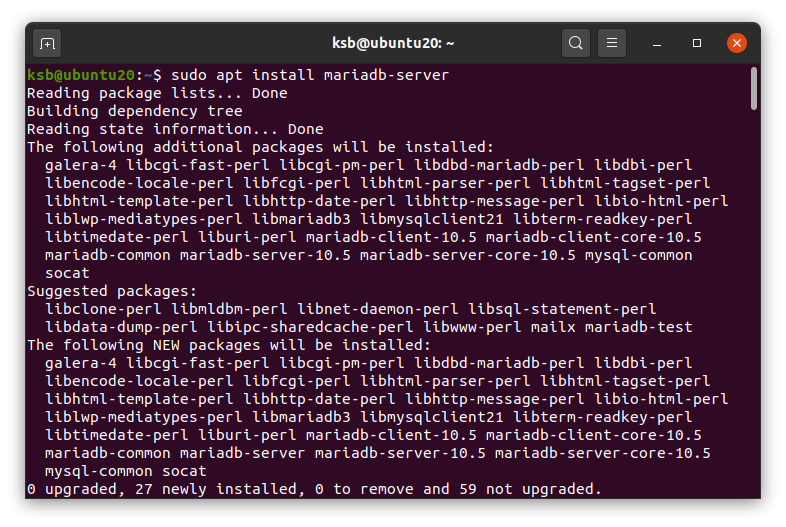 ksb@ubuntu20: ~
ksb@ubuntu20:~$ sudo apt install mariadb-server
Reading package lists... Done
Building dependency tree
Reading state information... Done
The following additional packages will be installed:
  galera-4 libcgi-fast-perl libcgi-pm-perl libdbd-mariadb-perl libdbi-perl
  libencode-locale-perl libfcgi-perl libhtml-parser-perl libhtml-tagset-perl
  libhtml-template-perl libhttp-date-perl libhttp-message-perl libio-html-perl
  liblwp-mediatypes-perl libmariadb3 libmysqlclient21 libterm-readkey-perl
  libtimedate-perl liburi-perl mariadb-client-10.5 mariadb-client-core-10.5
  mariadb-common mariadb-server-10.5 mariadb-server-core-10.5 mysql-common
  socat
Suggested packages:
  libclone-perl libmldbm-perl libnet-daemon-perl libsql-statement-perl
  libdata-dump-perl libipc-sharedcache-perl libwww-perl mailx mariadb-test
The following NEW packages will be installed:
  galera-4 libcgi-fast-perl libcgi-pm-perl libdbd-mariadb-perl libdbi-perl
  libencode-locale-perl libfcgi-perl libhtml-parser-perl libhtml-tagset-perl
  libhtml-template-perl libhttp-date-perl libhttp-message-perl libio-html-perl
  liblwp-mediatypes-perl libmariadb3 libmysqlclient21 libterm-readkey-perl
  libtimedate-perl liburi-perl mariadb-client-10.5 mariadb-client-core-10.5
  mariadb-common mariadb-server mariadb-server-10.5 mariadb-server-core-10.5
  mysql-common socat
0 upgraded, 27 newly installed, 0 to remove and 59 not upgraded.